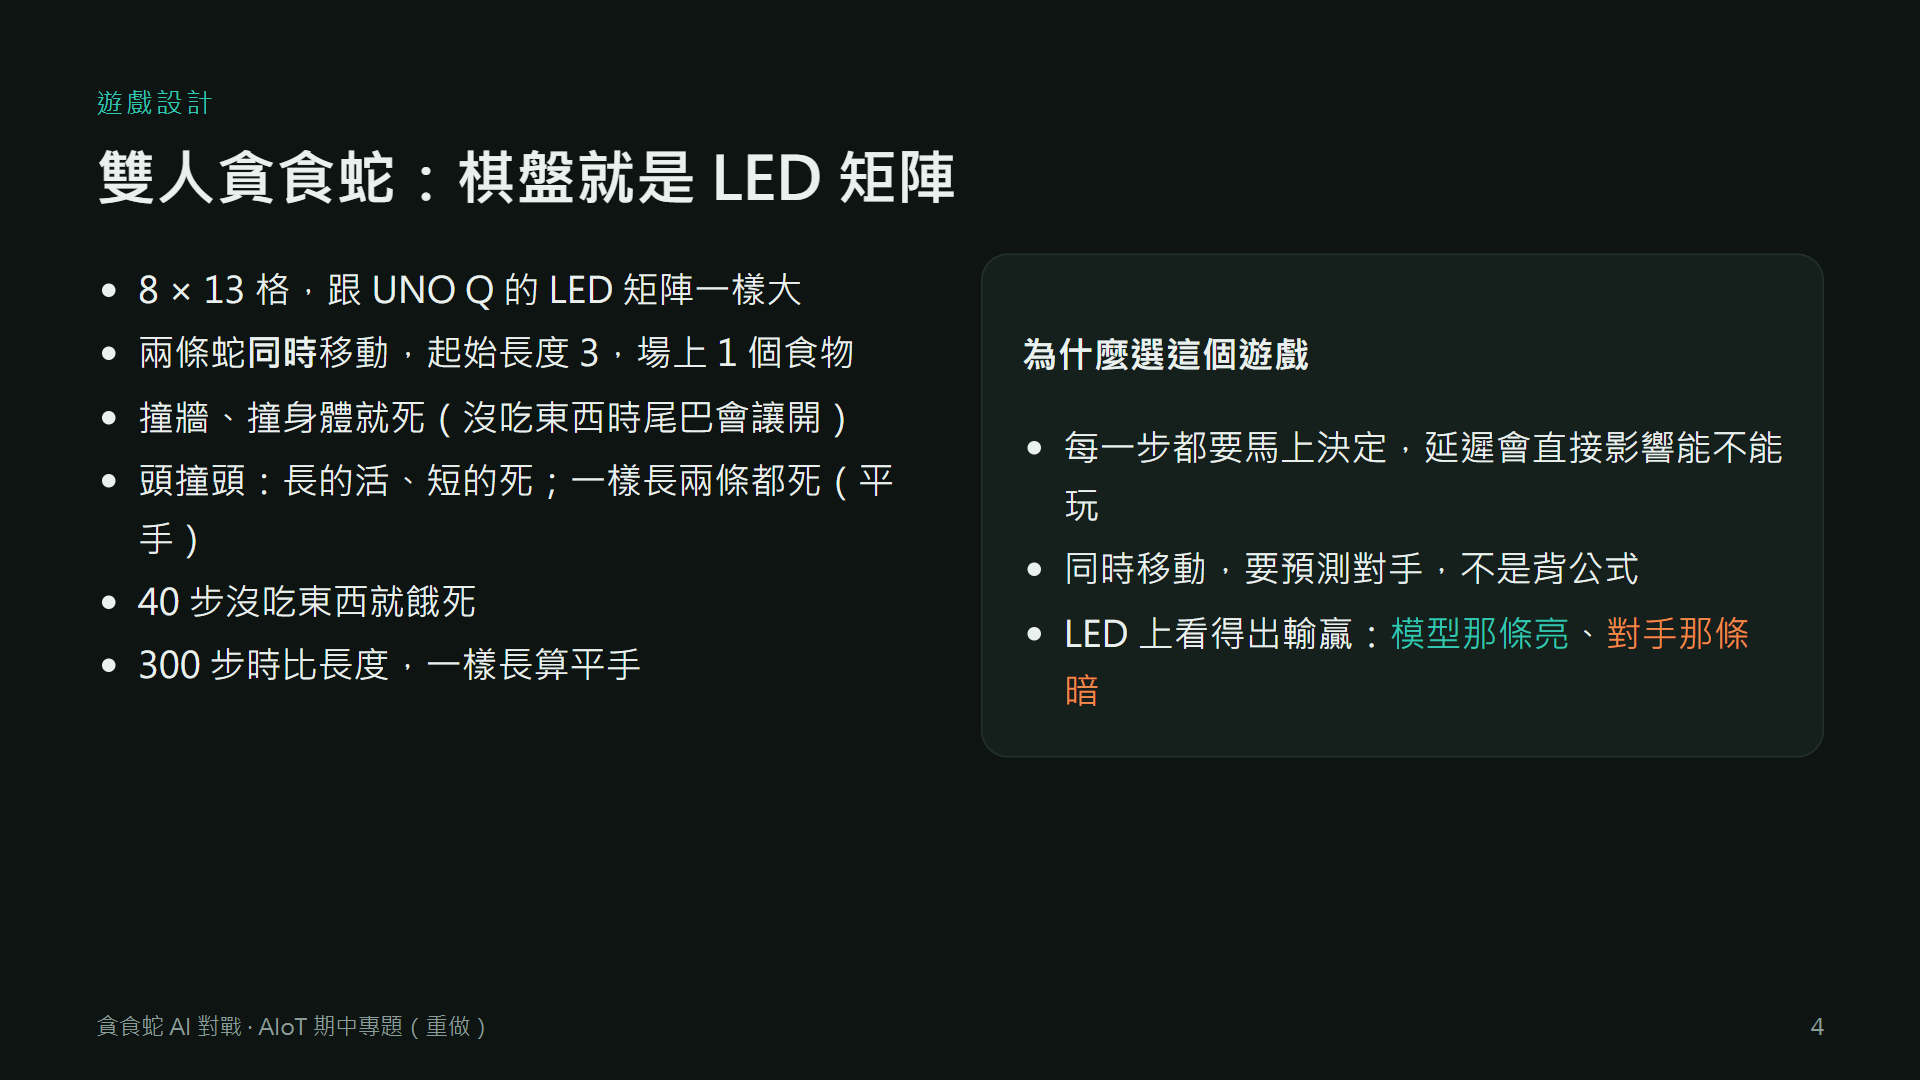 遊戲設計
雙人貪食蛇：棋盤就是 LED 矩陣
• 8 × 13 格，跟 UNO Q 的 LED 矩陣一樣大
• 兩條蛇同時移動，起始長度 3，場上 1 個食物
• 撞牆、撞身體就死（沒吃東西時尾巴會讓開）
• 頭撞頭：長的活、短的死；一樣長兩條都死（平
手）
• 40 步沒吃東西就餓死
• 300 步時比長度，一樣長算平手
為什麼選這個遊戲
• 每一步都要馬上決定，延遲會直接影響能不能
玩
• 同時移動，要預測對手，不是背公式
• LED 上看得出輸贏：模型那條亮、對手那條
暗
貪食蛇 AI 對戰 · AIoT 期中專題（重做）
4